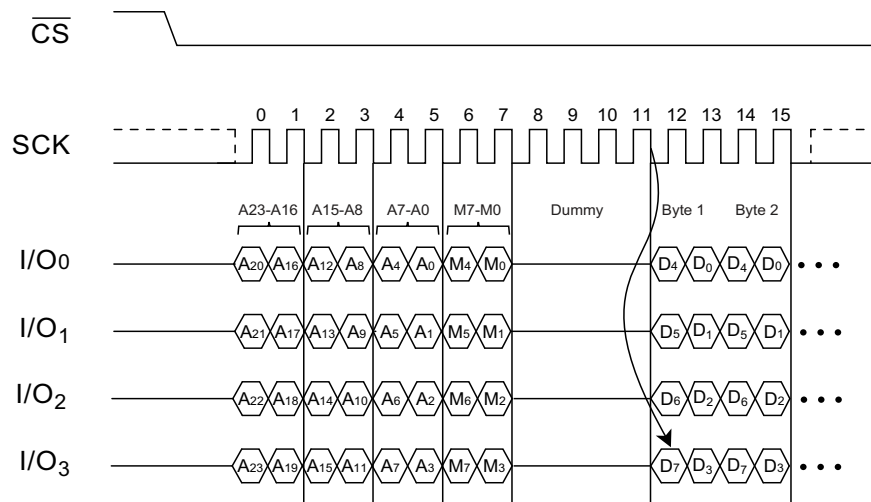 CS
0 1 2 3 4 5 6 7 8 9 10 11 12 13 14 15
SCK
A23-A16 A15-A8 A7-A0 M7-M0 Dummy Byte 1 Byte 2
I/O0 A20 A16 A12 A8 A4 A0 M4 M0 D4 D0 D4 D0 • • •
I/O1 A21 A17 A13 A9 A5 A1 M5 M1 D5 D1 D5 D1 • • •
I/O2 A22 A18 A14 A10 A6 A2 M6 M2 D6 D2 D6 D2 • • •
I/O3 A23 A19 A15 A11 A7 A3 M7 M3 D7 D3 D7 D3 • • •